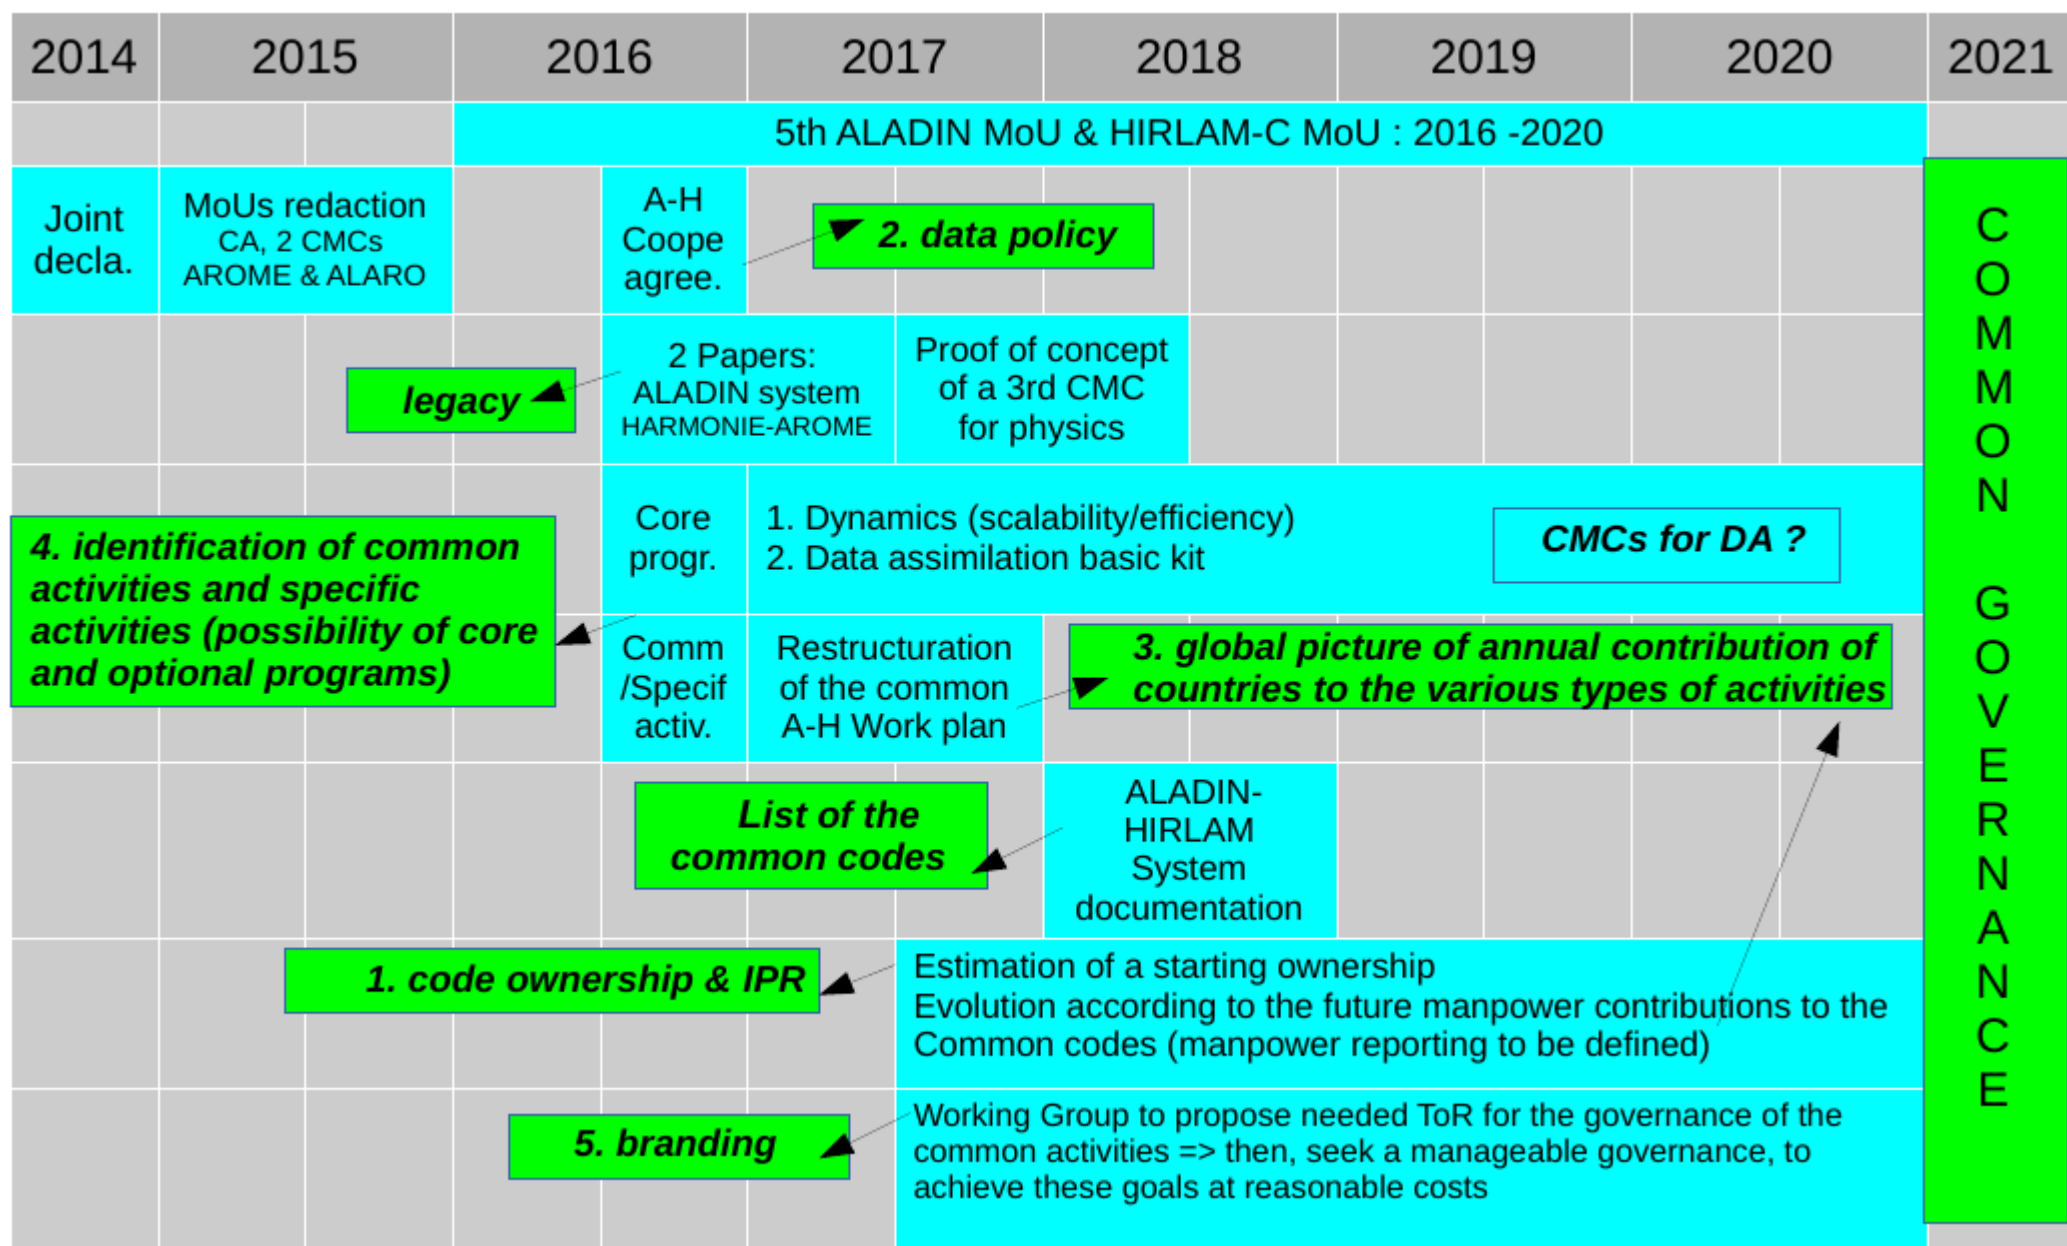 2014 2015 2016 2017 2018 2019 2020 2021
5th ALADIN MoU & HIRLAM-C MoU : 2016 -2020
Joint
decla.
MoUs redaction
CA, 2 CMCs
AROME & ALARO
A-H
Coope
agree.
2. data policy
legacy
2 Papers:
ALADIN system
HARMONIE-AROME
Proof of concept
of a 3rd CMC
for physics
4. identification of common
activities and specific
activities (possibility of core
and optional programs)
Core
progr.
1. Dynamics (scalability/efficiency)
2. Data assimilation basic kit
CMCs for DA ?
Comm
/Specif
activ.
Restructuration
of the common
A-H Work plan
3. global picture of annual contribution of
countries to the various types of activities
List of the
common codes
ALADIN-
HIRLAM
System
documentation
1. code ownership & IPR
Estimation of a starting ownership
Evolution according to the future manpower contributions to the
Common codes (manpower reporting to be defined)
5. branding
Working Group to propose needed ToR for the governance of the
common activities => then, seek a manageable governance, to
achieve these goals at reasonable costs
C
O
M
M
O
N
G
O
V
E
R
N
A
N
C
E